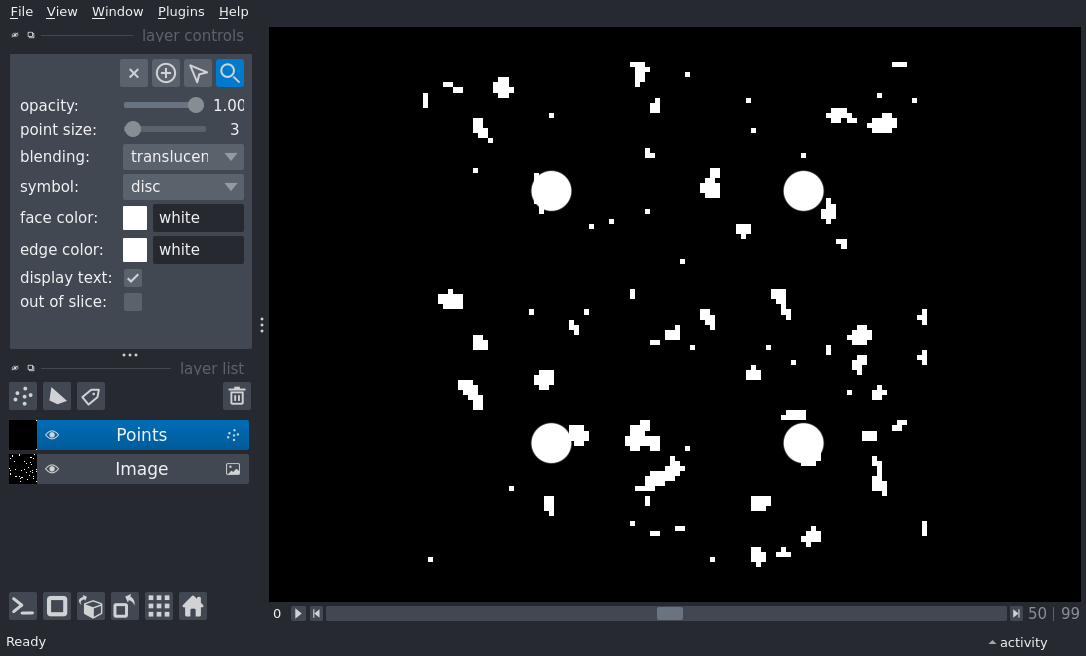 File View Window Plugins Help
layer controls
opacity: 1.00
point size: 3
blending: translucen
symbol: disc
face color: white
edge color: white
display text:
out of slice:
layer list
Points
Image
0 50 | 99
Ready activity